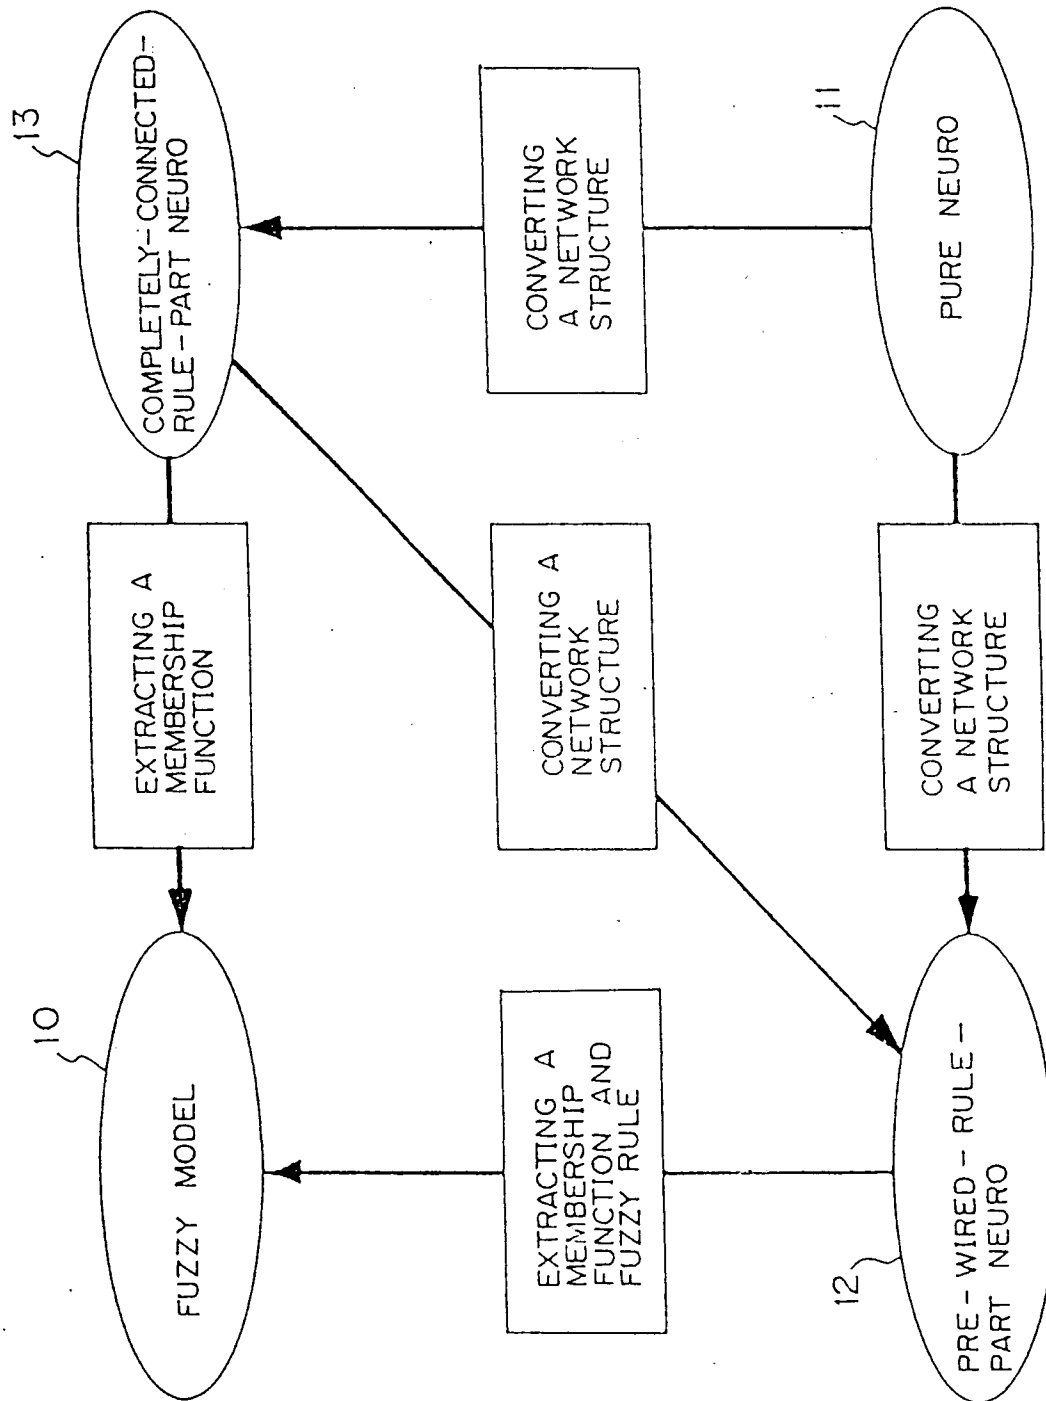 10
13
FUZZY MODEL
EXTRACTING A
MEMBERSHIP
FUNCTION
COMPLETELY-CONNECTED-
RULE-PART NEURO
EXTRACTING A
MEMBERSHIP
FUNCTION AND
FUZZY RULE
CONVERTING A
NETWORK
STRUCTURE
CONVERTING
A NETWORK
STRUCTURE
12
11
PRE-WIRED-RULE-
PART NEURO
CONVERTING
A NETWORK
STRUCTURE
PURE NEURO